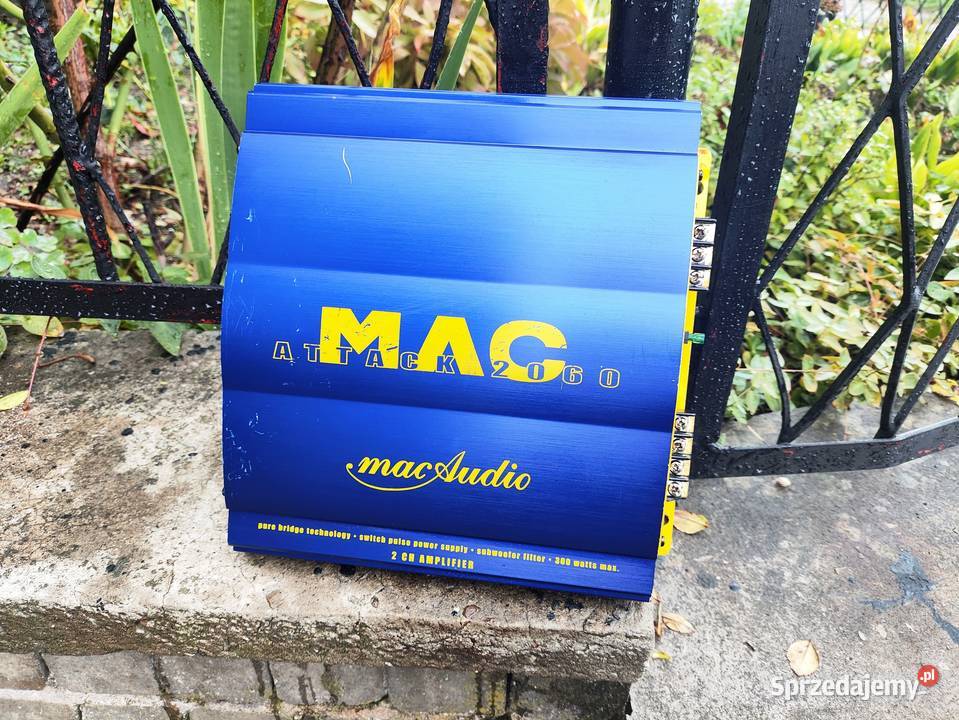 MAC
ATTACK 2060
macAudio
pure bridge technology • switch pulse power supply • subwoofer filter • 300 watts max.
2 CH AMPLIFIER
Sprzedajemy.pl